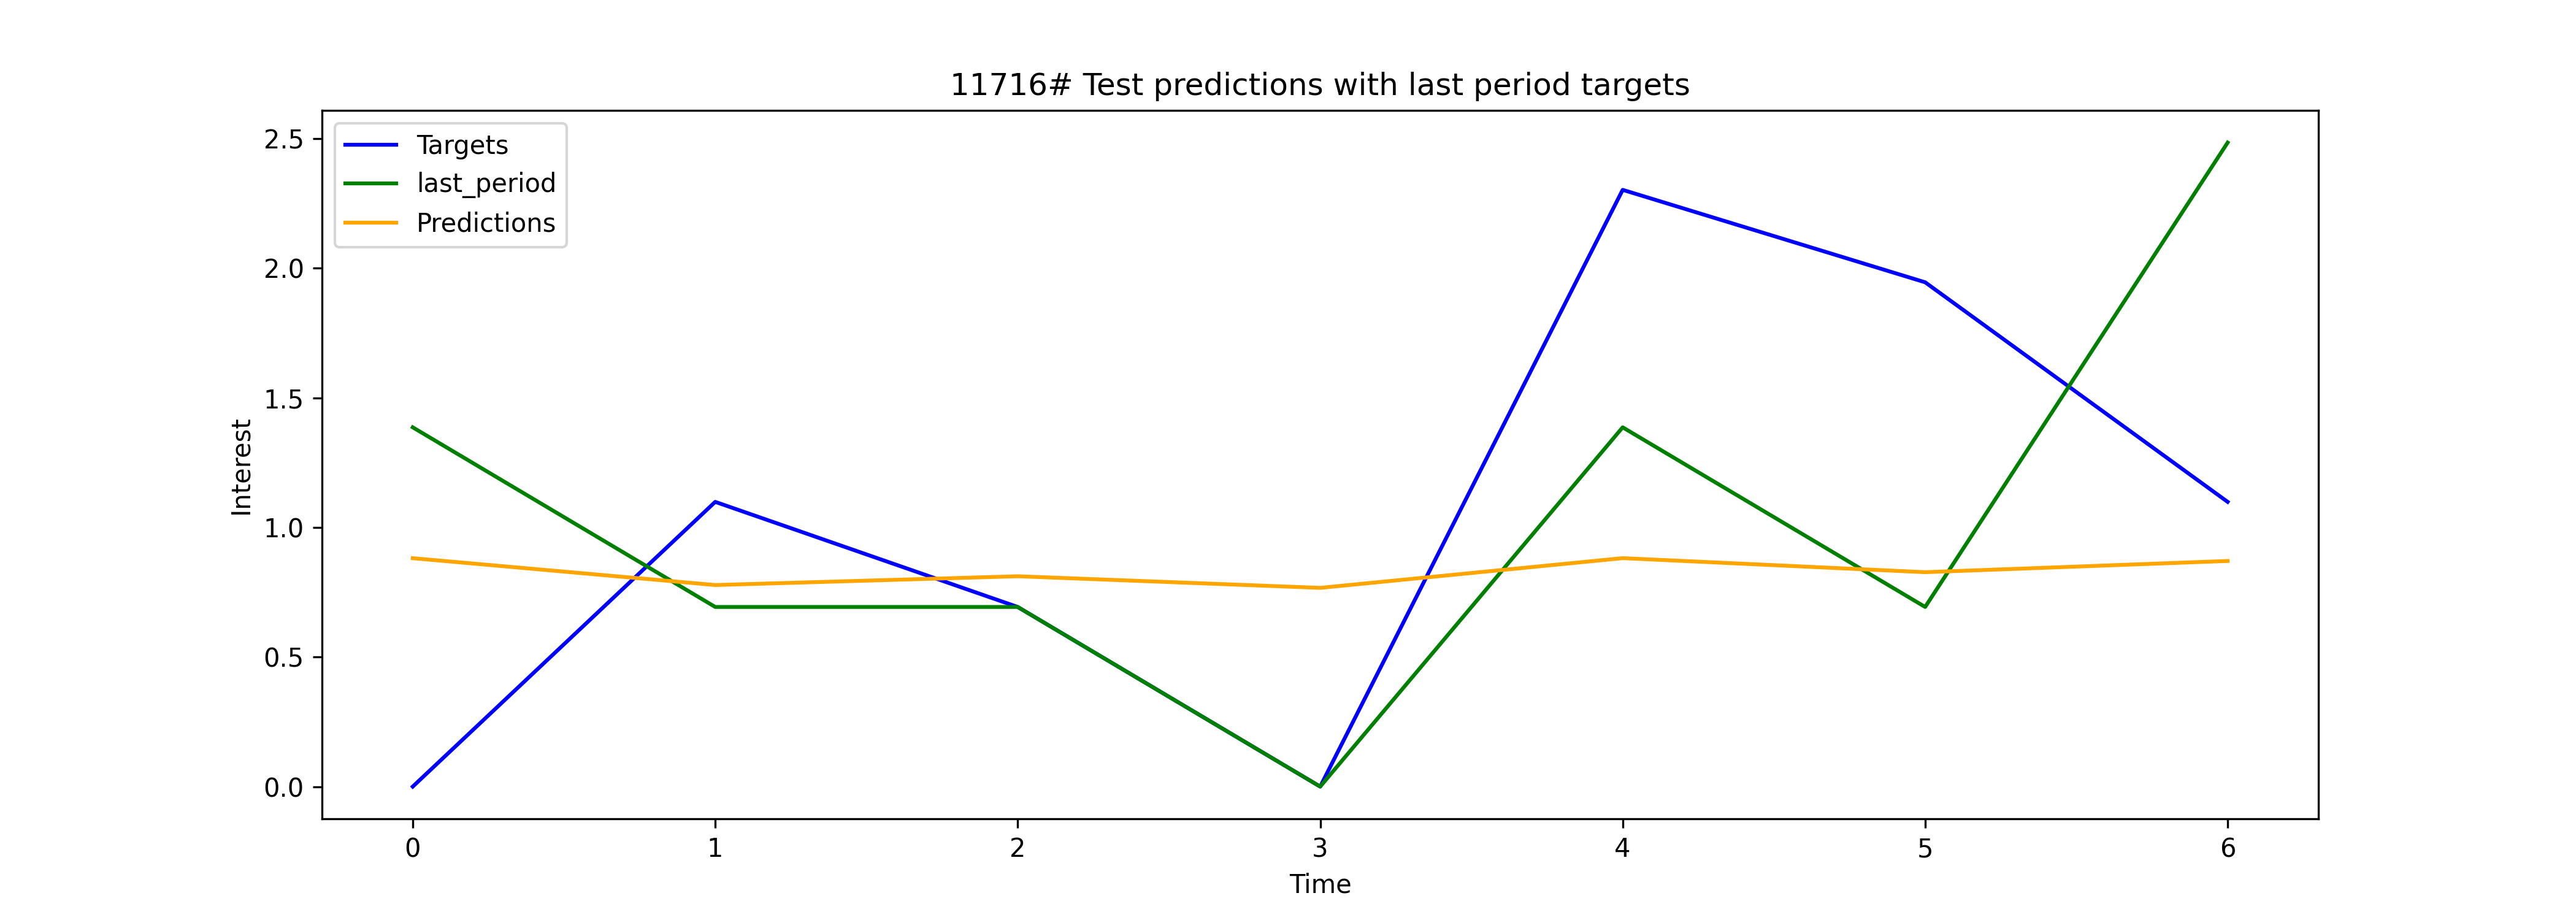 11716# Test predictions with last period targets
Targets
last_period
Predictions
2.5
2.0
1.5
1.0
0.5
0.0
Interest
0 1 2 3 4 5 6
Time